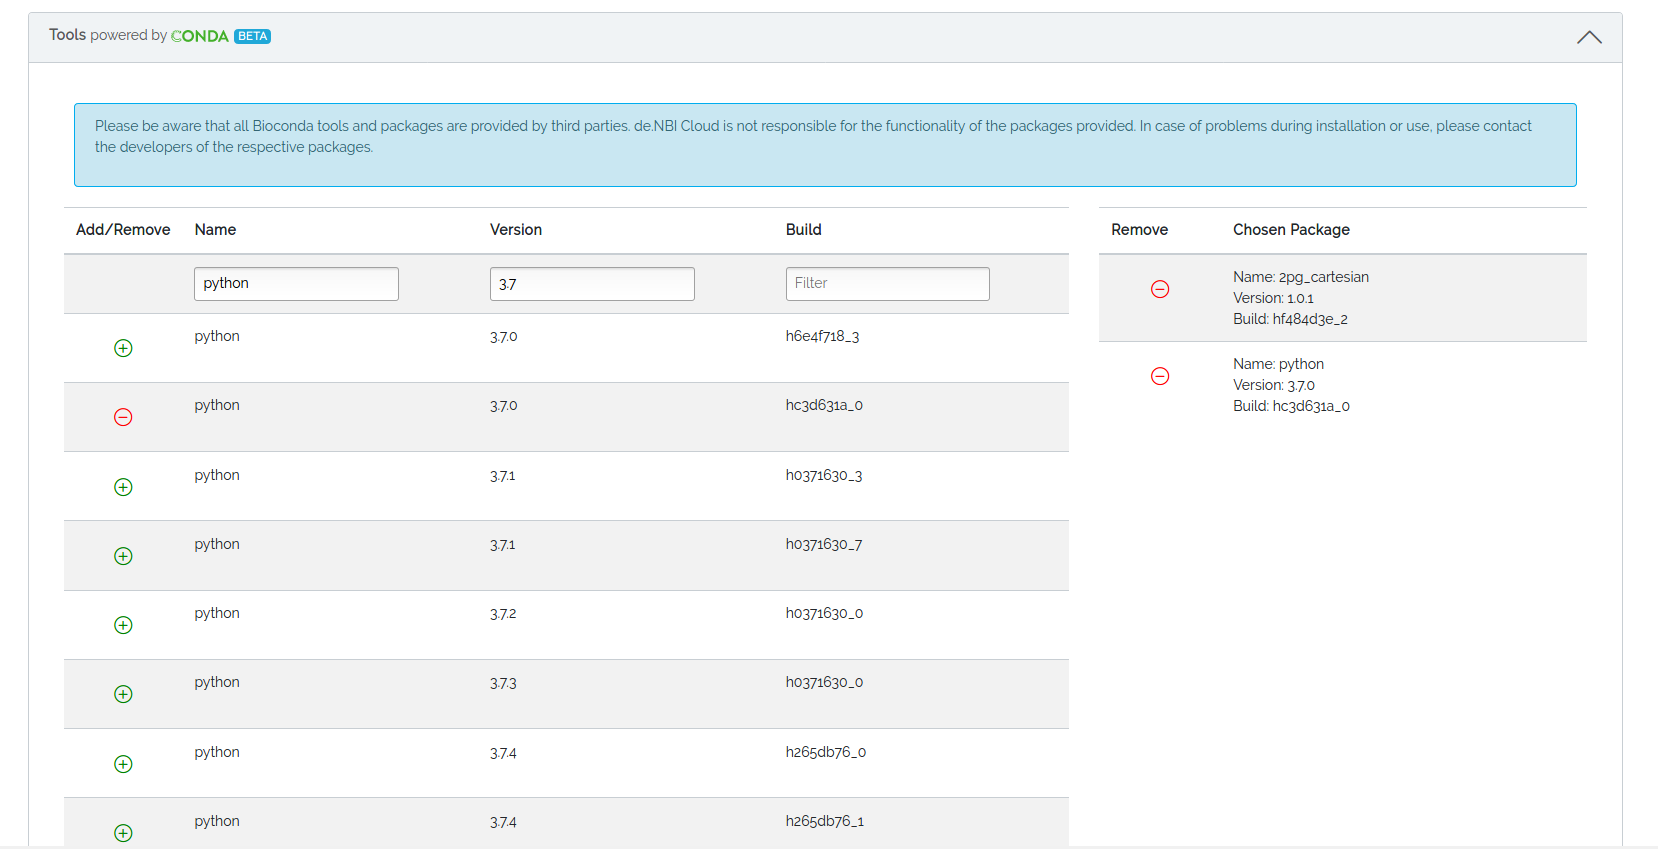 Tools powered by CONDA BETA
Please be aware that all Bioconda tools and packages are provided by third parties. de.NBI Cloud is not responsible for the functionality of the packages provided. In case of problems during installation or use, please contact
the developers of the respective packages.
Add/Remove Name Version Build
python 3.7 Filter
python 3.7.0 h6e4f718_3
python 3.7.0 hc3d631a_0
python 3.7.1 h0371630_3
python 3.7.1 h0371630_7
python 3.7.2 h0371630_0
python 3.7.3 h0371630_0
python 3.7.4 h265db76_0
python 3.7.4 h265db76_1
Remove Chosen Package
Name: 2pg_cartesian
Version: 1.0.1
Build: hf484d3e_2
Name: python
Version: 3.7.0
Build: hc3d631a_0